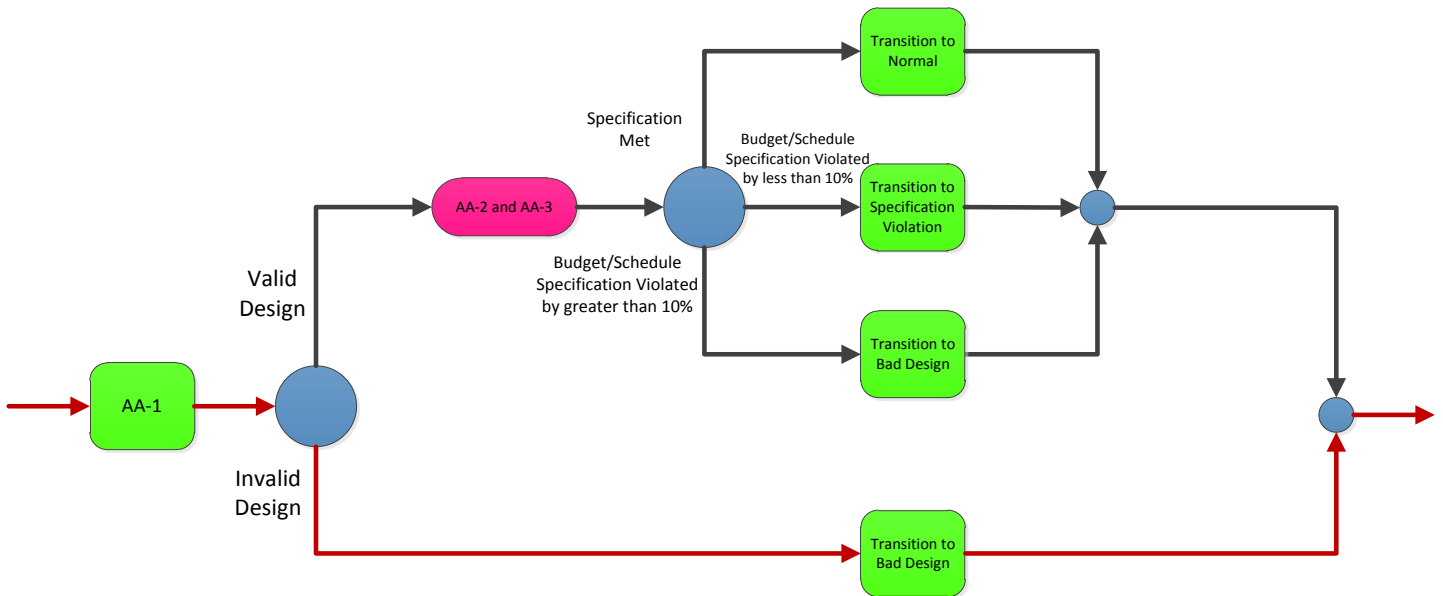 Transition to
Normal
Specification
Met
Budget/Schedule
Specification Violated
by less than 10%
Transition to
Specification
Violation
AA-2 and AA-3
Budget/Schedule
Specification Violated
by greater than 10%
Valid
Design
Transition to
Bad Design
AA-1
Invalid
Design
Transition to
Bad Design